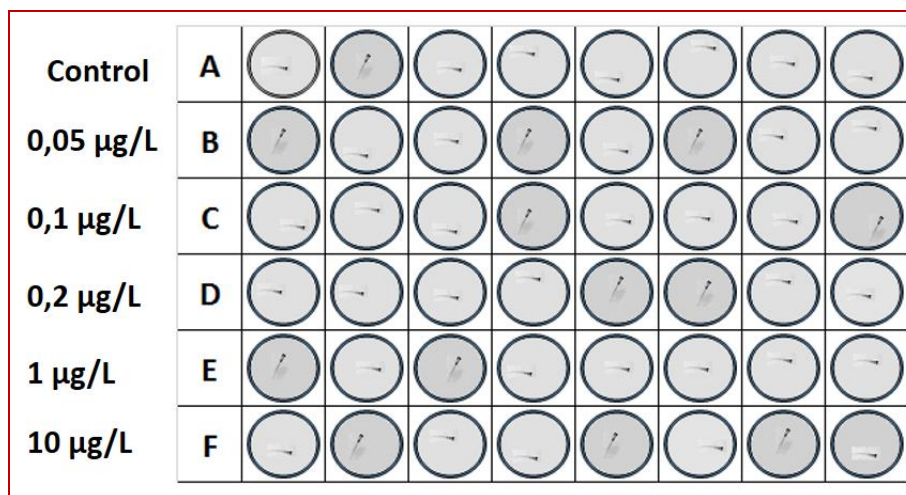 Control A
0,05 µg/L B
0,1 µg/L C
0,2 µg/L D
1 µg/L E
10 µg/L F